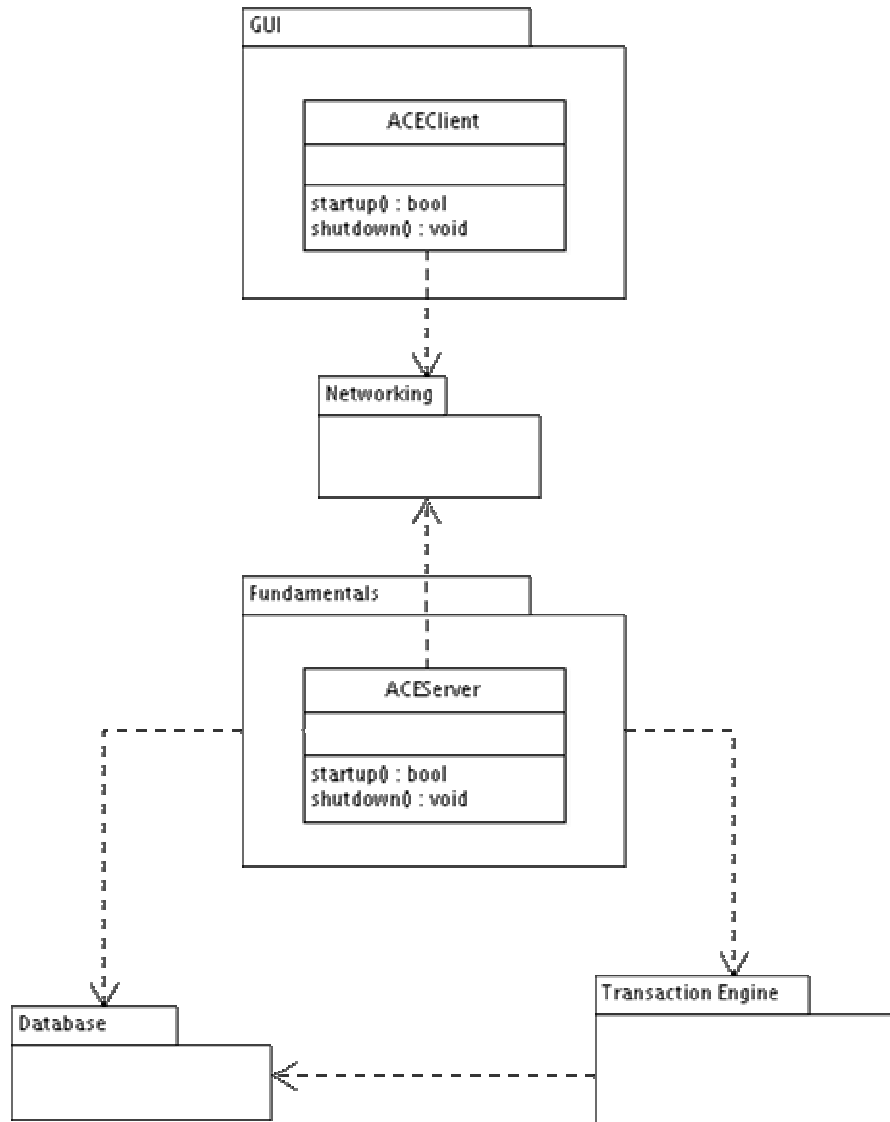 GUI
ACEClient
startup() : bool
shutdown() : void
Networking
Fundamentals
ACEServer
startup() : bool
shutdown() : void
Database
Transaction Engine